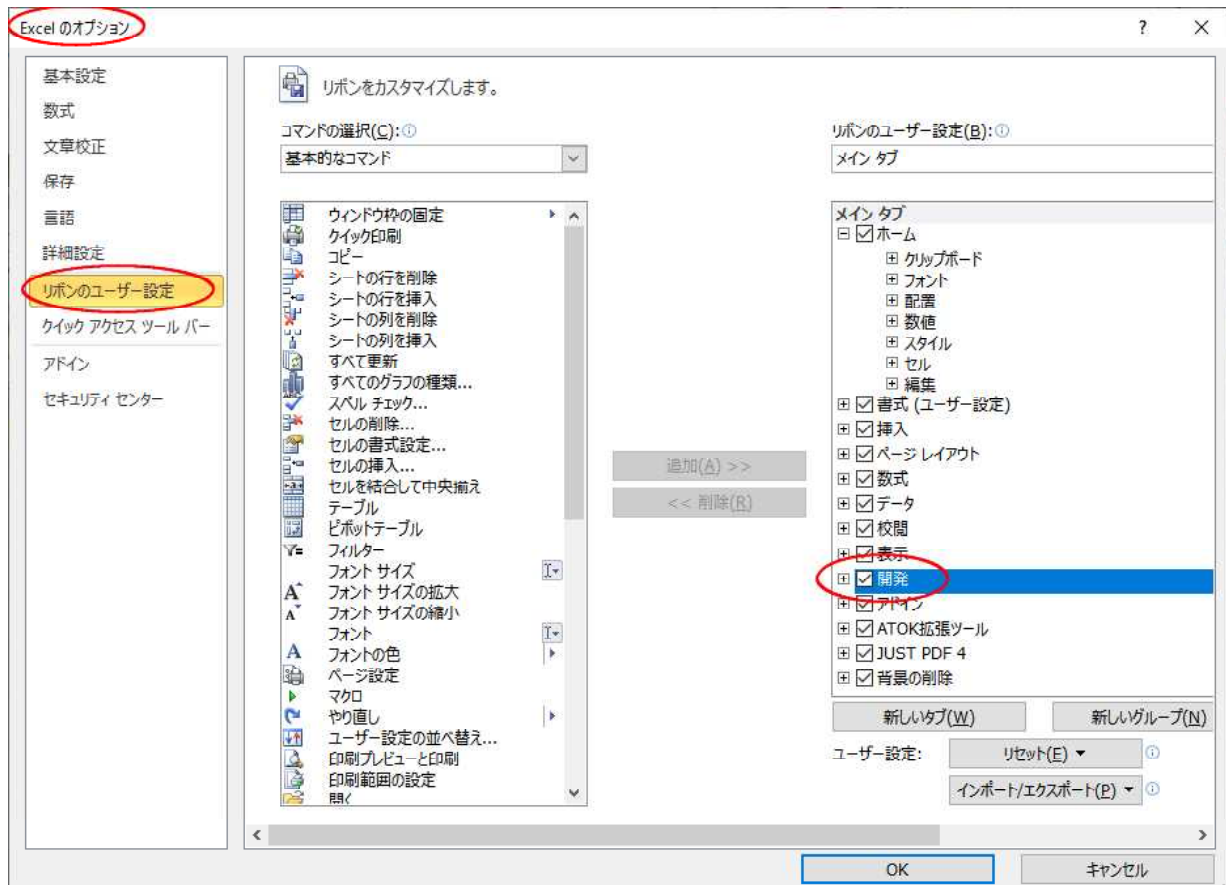 Excel のオプション
?
基本設定
数式
文章校正
保存
言語
詳細設定
リボンのユーザー設定
クイック アクセス ツール バー
アドイン
セキュリティ センター
リボンをカスタマイズします。
コマンドの選択(C):
基本的なコマンド
ウィンドウ枠の固定
クイック印刷
コピー
シートの行を削除
シートの行を挿入
シートの列を削除
シートの列を挿入
すべて更新
すべてのグラフの種類...
スペル チェック...
セルの削除...
セルの書式設定...
セルの挿入...
セルを結合して中央揃え
テーブル
ピボットテーブル
フィルター
フォント サイズ
フォント サイズの拡大
フォント サイズの縮小
フォント
フォントの色
ページ設定
マクロ
やり直し
ユーザー設定の並べ替え...
印刷プレビューと印刷
印刷範囲の設定
開く
追加(A) >>
<< 削除(R)
リボンのユーザー設定(B):
メイン タブ
メイン タブ
ホーム
クリップボード
フォント
配置
数値
スタイル
セル
編集
書式 (ユーザー設定)
挿入
ページ レイアウト
数式
データ
校閲
表示
開発
アドイン
ATOK拡張ツール
JUST PDF 4
背景の削除
新しいタブ(W)
新しいグループ(N)
ユーザー設定:
リセット(E)
インポート/エクスポート(P)
OK
キャンセル